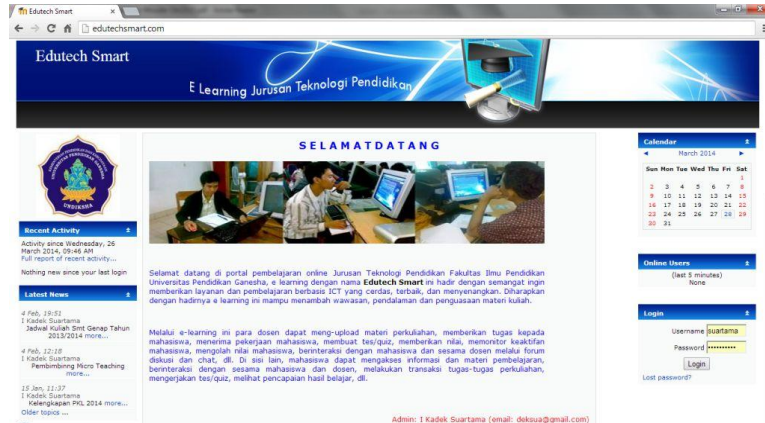 Edutech Smart
edutechsmart.com
Edutech Smart
E Learning Jurusan Teknologi Pendidikan
UNIVERSITAS PENDIDIKAN GANESHA
UNDIKSHA
Recent Activity
Activity since Wednesday, 26
March 2014, 09:46 AM
Full report of recent activity...
Nothing new since your last login
Latest News
4 Feb, 19:51
I Kadek Suartama
Jadwal Kuliah Smt Genap Tahun
2013/2014 more...
4 Feb, 12:18
I Kadek Suartama
Pembimbinng Micro Teaching
more...
15 Jan, 11:37
I Kadek Suartama
Kelengkapan PKL 2014 more...
Older topics ...
S E L A M A T D A T A N G
Selamat datang di portal pembelajaran online Jurusan Teknologi Pendidikan Fakultas Ilmu Pendidikan
Universitas Pendidikan Ganesha, e learning dengan nama Edutech Smart ini hadir dengan semangat ingin
memberikan layanan dan pembelajaran berbasis ICT yang cerdas, terbaik, dan menyenangkan. Diharapkan
dengan hadirnya e learning ini mampu menambah wawasan, pendalaman dan penguasaan materi kuliah.
Melalui e-learning ini para dosen dapat meng-upload materi perkuliahan, memberikan tugas kepada
mahasiswa, menerima pekerjaan mahasiswa, membuat tes/quiz, memberikan nilai, memonitor keaktifan
mahasiswa, mengolah nilai mahasiswa, berinteraksi dengan mahasiswa dan sesama dosen melalui forum
diskusi dan chat, dll. Di sisi lain, mahasiswa dapat mengakses informasi dan materi pembelajaran,
berinteraksi dengan sesama mahasiswa dan dosen, melakukan transaksi tugas-tugas perkuliahan,
mengerjakan tes/quiz, melihat pencapaian hasil belajar, dll.
Admin: I Kadek Suartama (email: deksua@gmail.com)
Calendar
March 2014
Sun Mon Tue Wed Thu Fri Sat
1
2 3 4 5 6 7 8
9 10 11 12 13 14 15
16 17 18 19 20 21 22
23 24 25 26 27 28 29
30 31
Online Users
(last 5 minutes)
None
Login
Username suartama
Password ••••••••••
Login
Lost password?